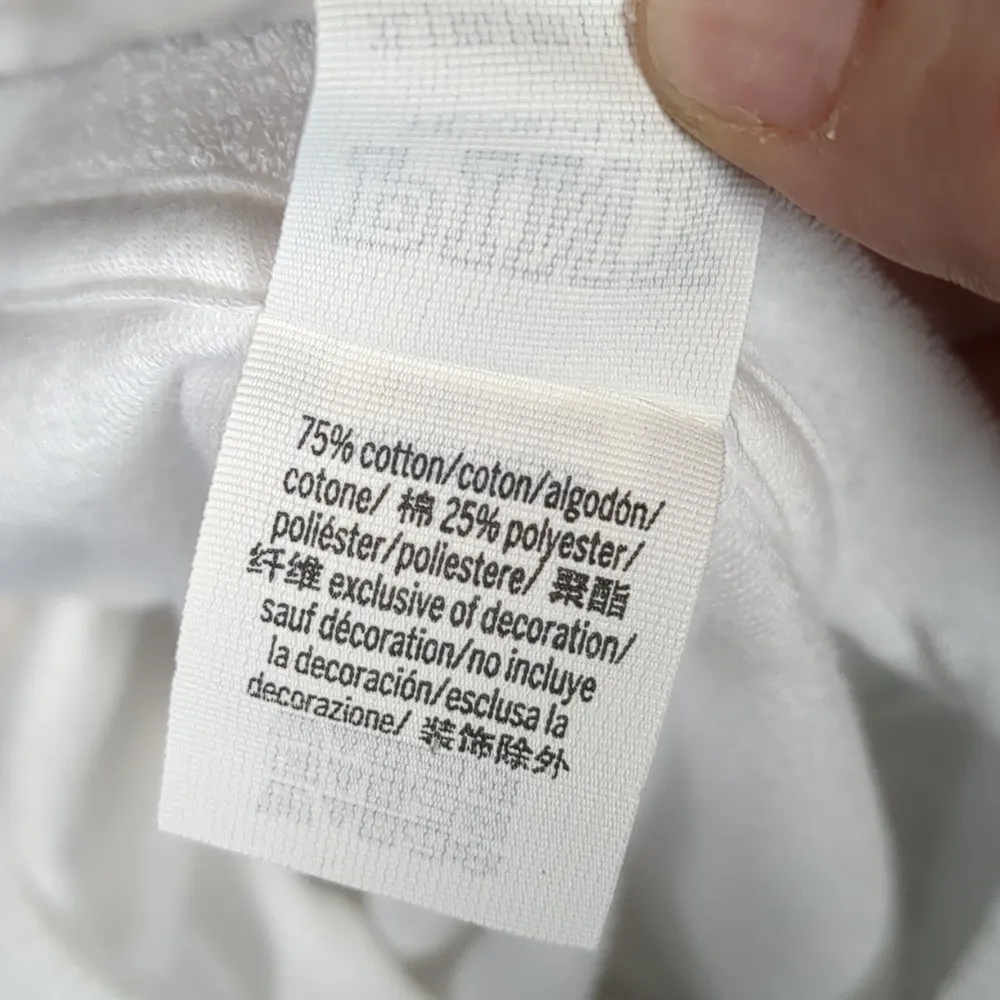 75% cotton/coton/algodón/
cotone/ 棉 25% polyester/
poliéster/poliestere/ 聚酯
纤维 exclusive of decoration/
sauf décoration/no incluye
la decoración/esclusa la
decorazione/ 装饰除外